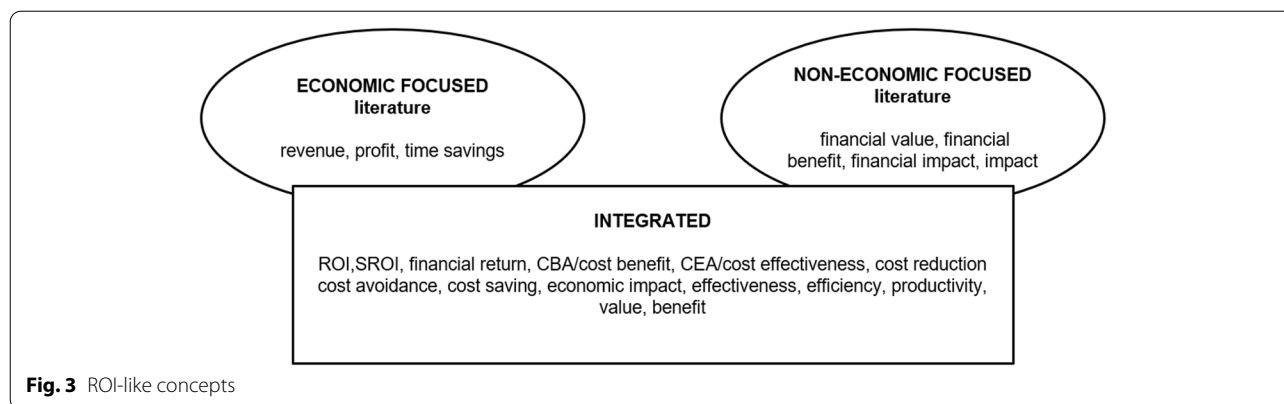 ECONOMIC FOCUSED
literature
revenue, profit, time savings
NON-ECONOMIC FOCUSED
literature
financial value, financial
benefit, financial impact, impact
INTEGRATED
ROI,SROI, financial return, CBA/cost benefit, CEA/cost effectiveness, cost reduction
cost avoidance, cost saving, economic impact, effectiveness, efficiency, productivity,
value, benefit
Fig. 3 ROI-like concepts